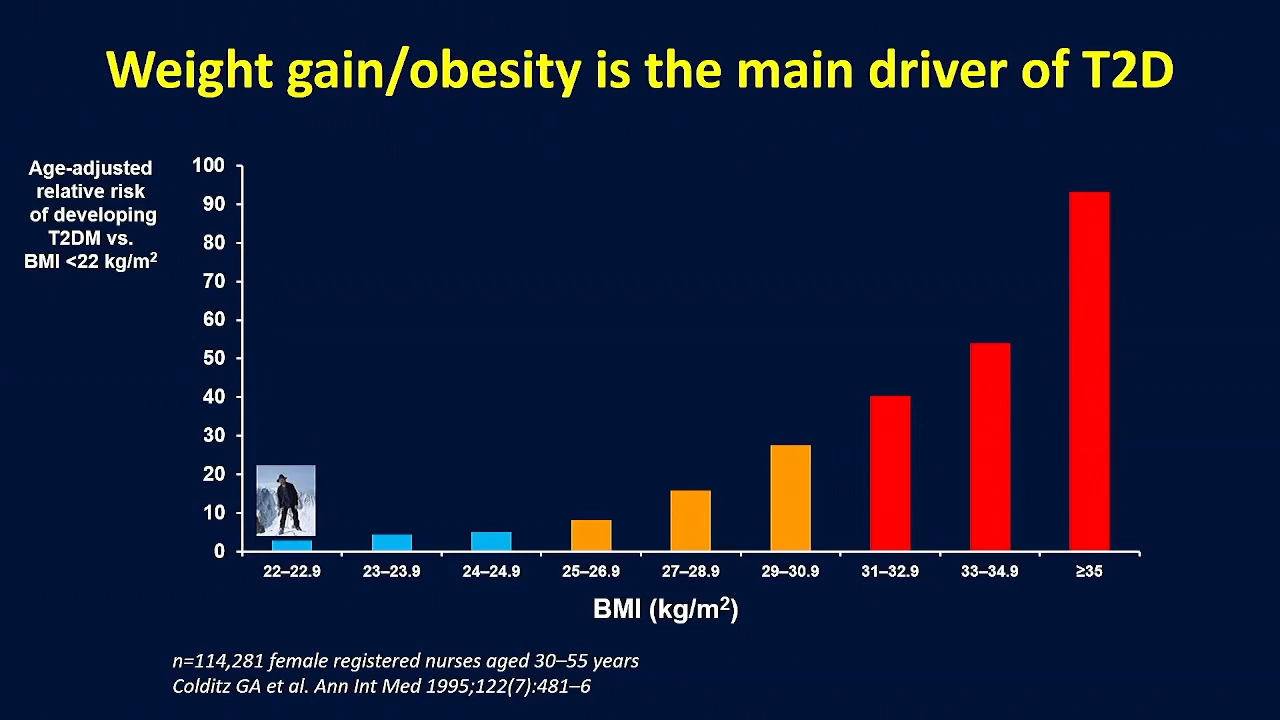 Weight gain/obesity is the main driver of T2D
Age-adjusted
relative risk
of developing
T2DM vs.
BMI <22 kg/m²
100
90
80
70
60
50
40
30
20
10
0
22–22.9
23–23.9
24–24.9
25–26.9
27–28.9
29–30.9
31–32.9
33–34.9
≥35
BMI (kg/m²)
n=114,281 female registered nurses aged 30–55 years
Colditz GA et al. Ann Int Med 1995;122(7):481–6